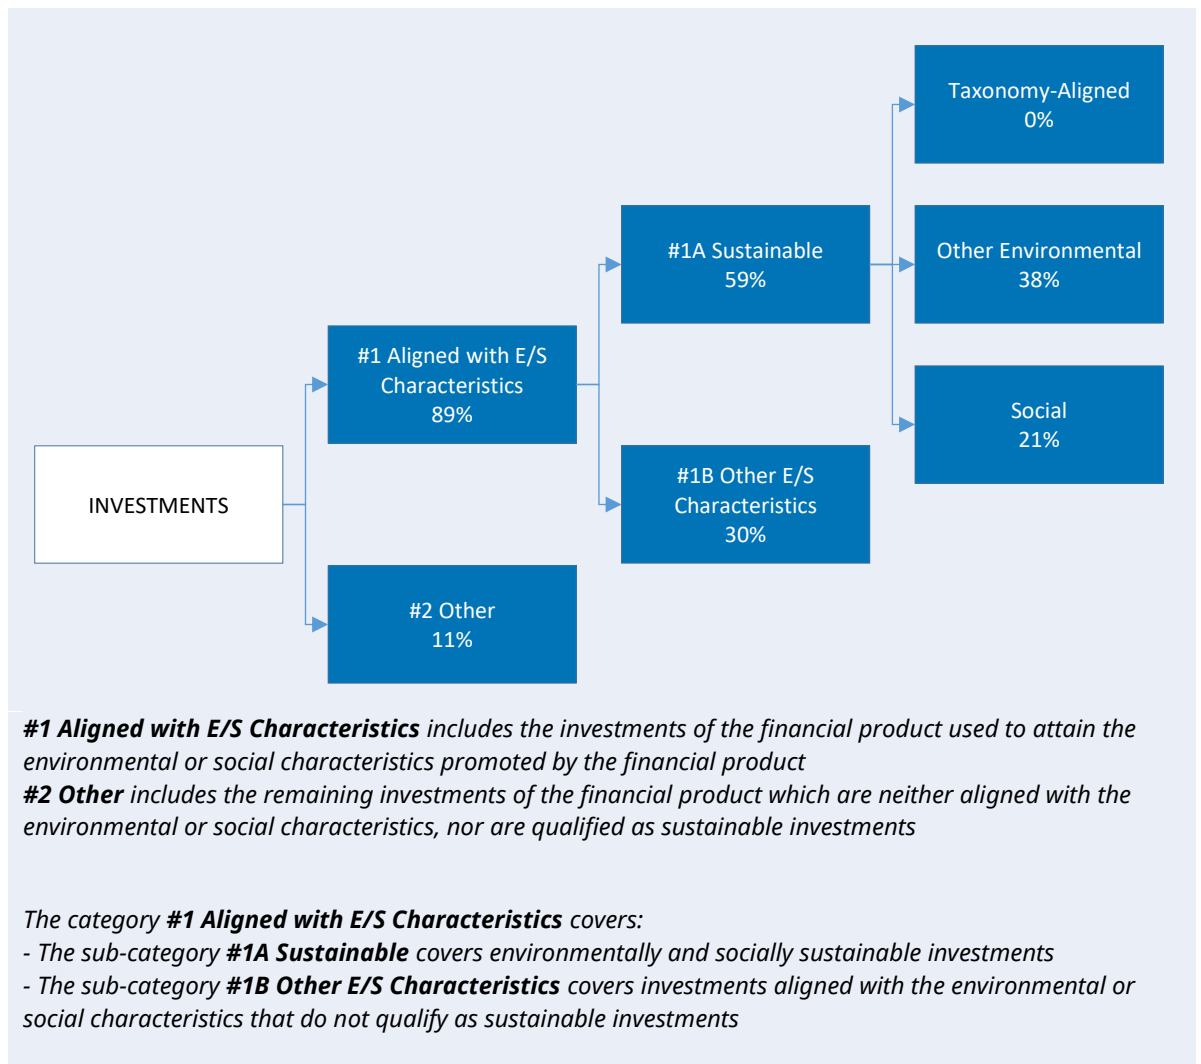 Taxonomy-Aligned
0%
#1A Sustainable
59%
Other Environmental
38%
#1 Aligned with E/S
Characteristics
89%
Social
21%
INVESTMENTS
#1B Other E/S
Characteristics
30%
#2 Other
11%
#1 Aligned with E/S Characteristics includes the investments of the financial product used to attain the
environmental or social characteristics promoted by the financial product
#2 Other includes the remaining investments of the financial product which are neither aligned with the
environmental or social characteristics, nor are qualified as sustainable investments
The category #1 Aligned with E/S Characteristics covers:
- The sub-category #1A Sustainable covers environmentally and socially sustainable investments
- The sub-category #1B Other E/S Characteristics covers investments aligned with the environmental or
social characteristics that do not qualify as sustainable investments